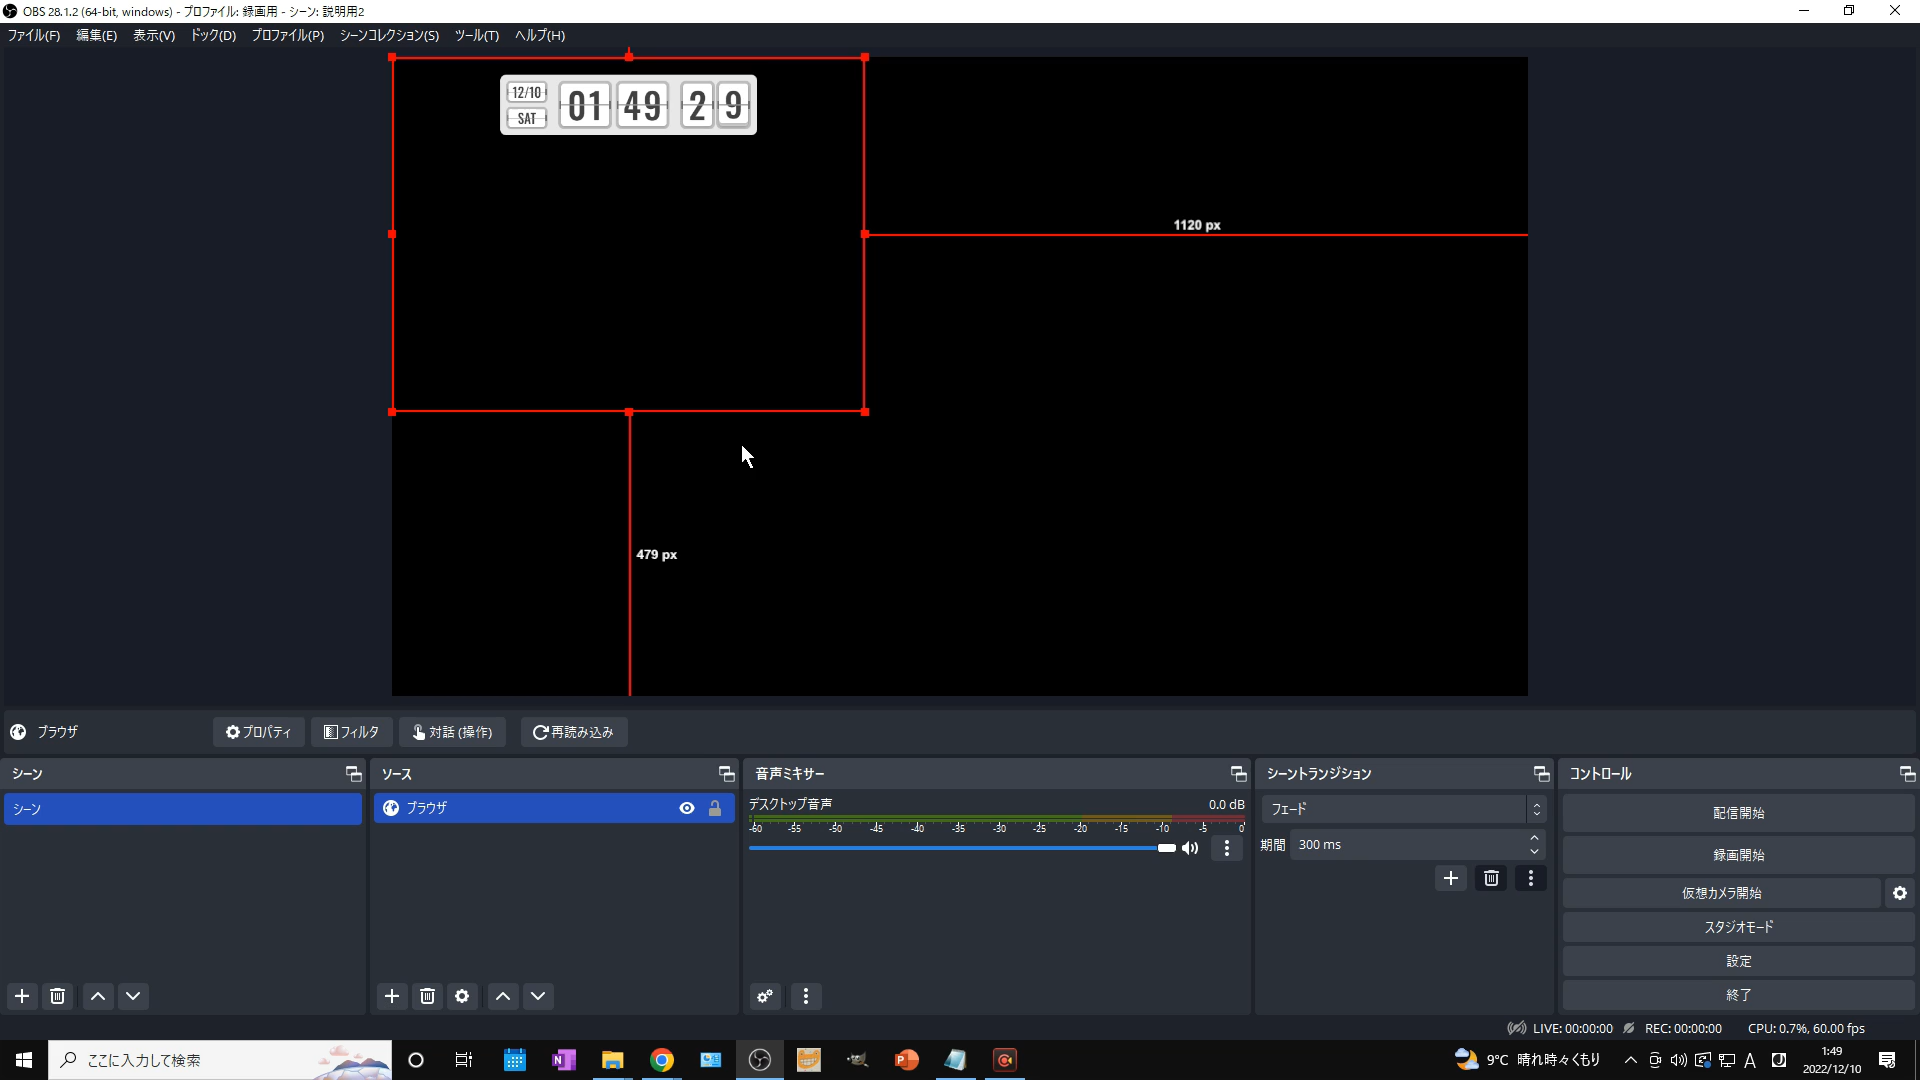 OBS 28.1.2 (64-bit, windows) - プロファイル: 録画用 - シーン: 説明用2
ファイル(F) 編集(E) 表示(V) ドック(D) プロファイル(P) シーンコレクション(S) ツール(T) ヘルプ(H)
12/10
SAT
01 49 29
1120 px
479 px
ブラウザ プロパティ フィルタ 対話 (操作) 再読み込み
シーン ソース 音声ミキサー シーントランジション コントロール
シーン
ブラウザ
デスクトップ音声 0.0 dB
-60 -55 -50 -45 -40 -35 -30 -25 -20 -15 -10 -5 0
フェード
期間 300 ms
配信開始
録画開始
仮想カメラ開始
スタジオモード
設定
終了
LIVE: 00:00:00 REC: 00:00:00 CPU: 0.7%, 60.00 fps
ここに入力して検索
9°C 晴れ時々くもり
A
1:49
2022/12/10